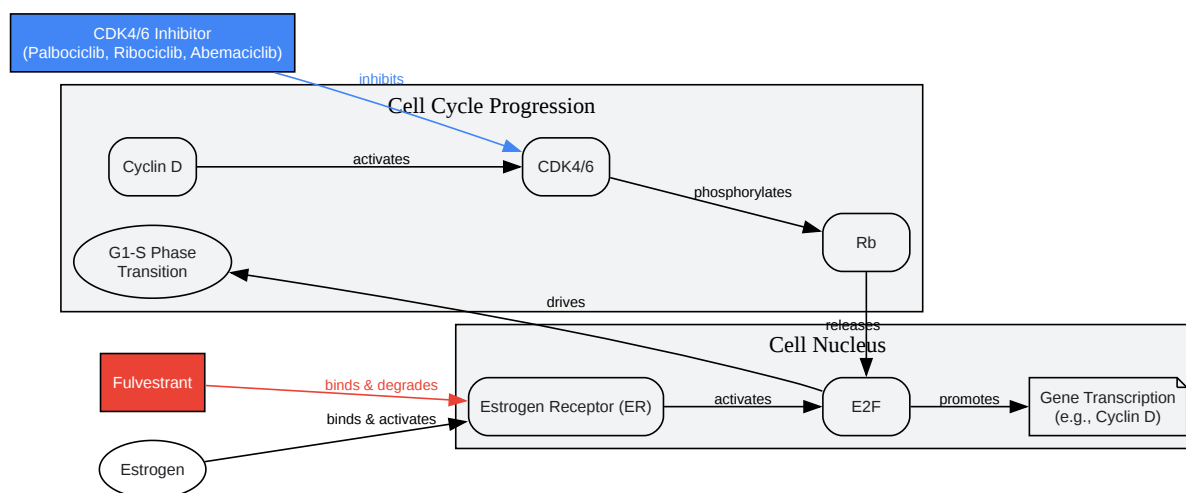 CDK4/6 Inhibitor
(Palbociclib, Ribociclib, Abemaciclib)
inhibits
Cell Cycle Progression
Cyclin D
activates
CDK4/6
phosphorylates
Rb
G1-S Phase
Transition
drives
releases
Cell Nucleus
Fulvestrant
binds & degrades
Estrogen Receptor (ER)
activates
E2F
promotes
Gene Transcription
(e.g., Cyclin D)
binds & activates
Estrogen